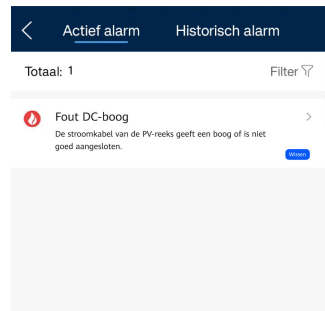 Actief alarm Historisch alarm
Totaal: 1 Filter
Fout DC-boog
De stroomkabel van de PV-reeks geeft een boog of is niet
goed aangesloten.
Wissen